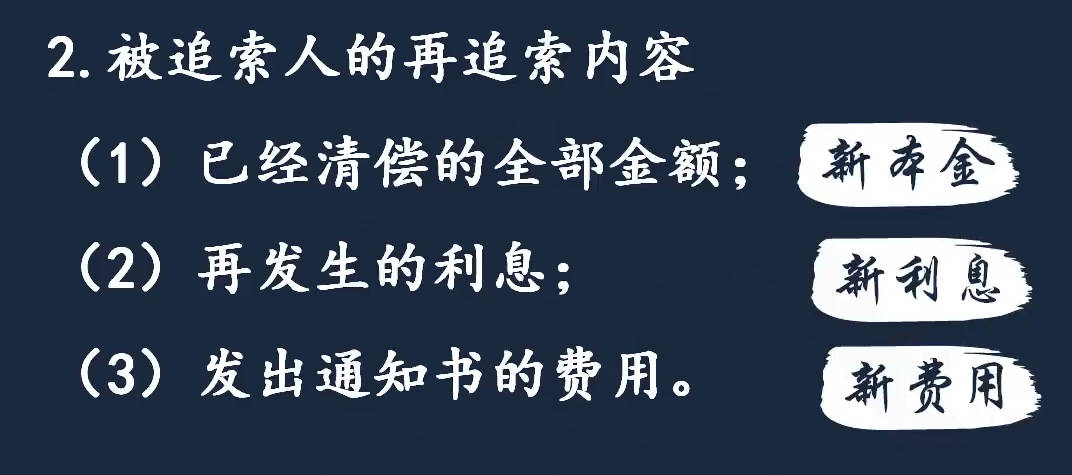 2.被追索人的再追索内容
（1）已经清偿的全部金额； 新本金
（2）再发生的利息； 新利息
（3）发出通知书的费用。 新费用